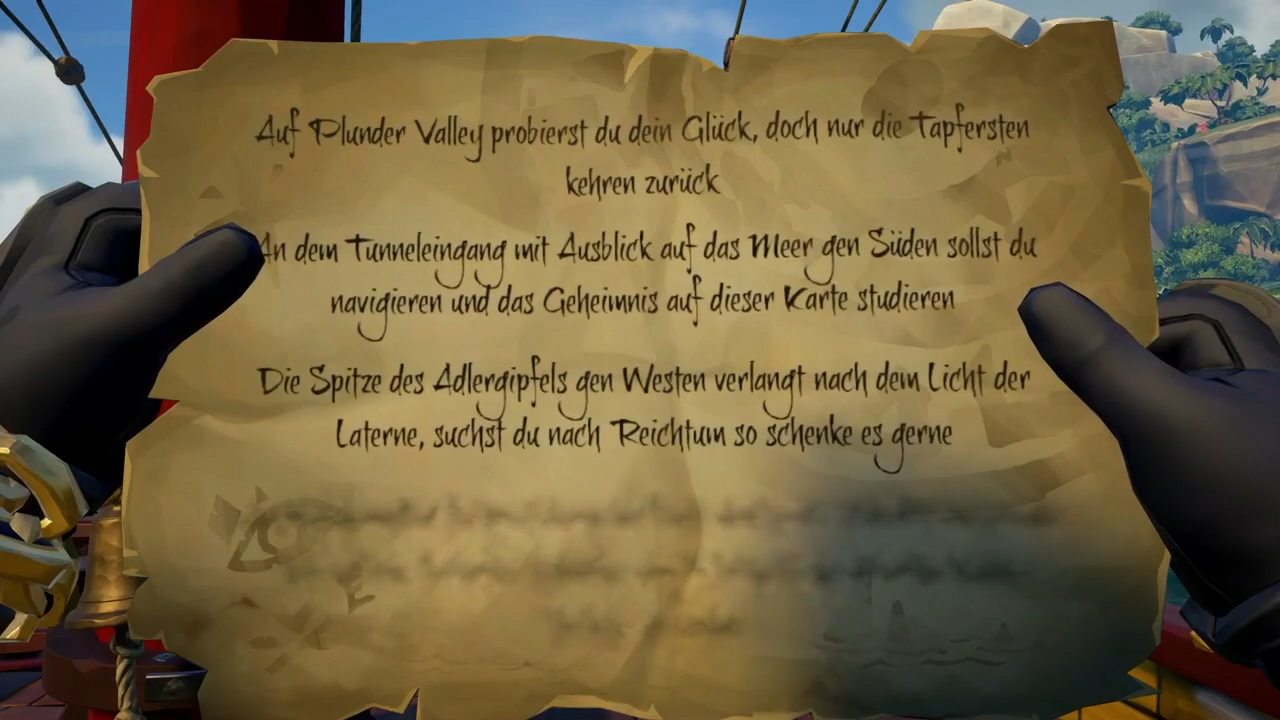 Auf Plunder Valley probierst du dein Glück, doch nur die Tapfersten
kehren zurück
An dem Tunneleingang mit Ausblick auf das Meer gen Süden sollst du
navigieren und das Geheimnis auf dieser Karte studieren
Die Spitze des Adlergipfels gen Westen verlangt nach dem Licht der
Laterne, suchst du nach Reichtum so schenke es gerne